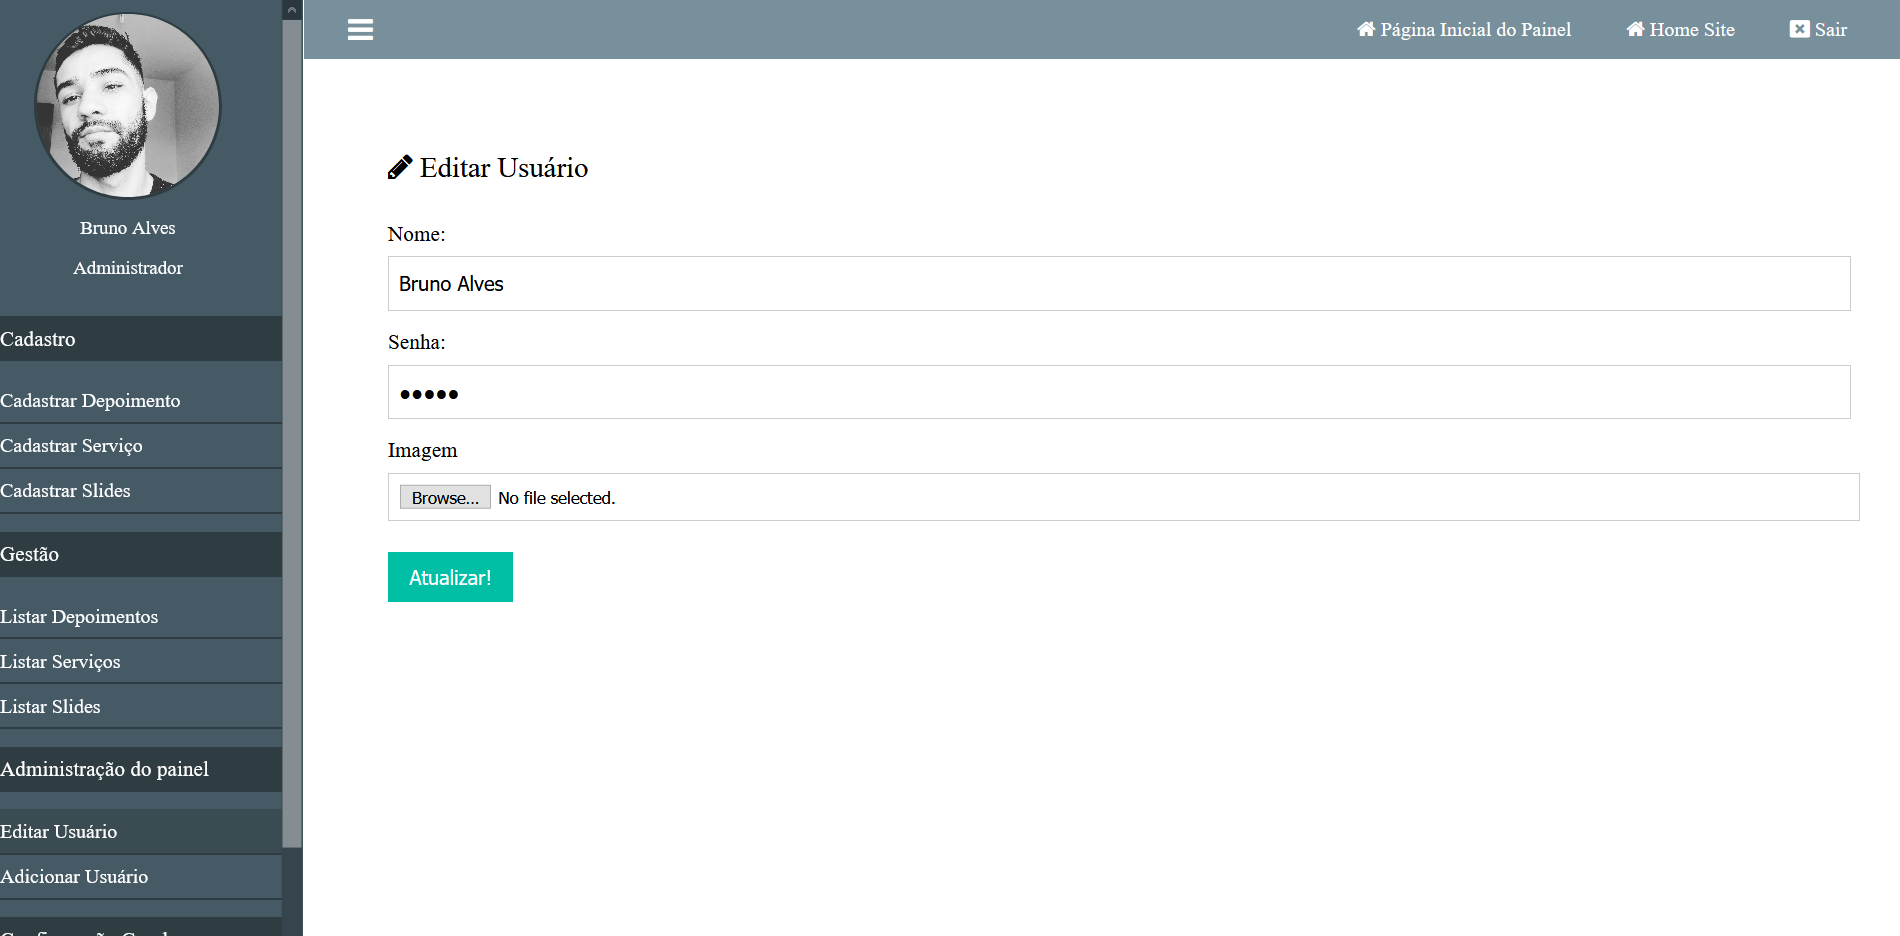 Bruno Alves
Administrador
Cadastro
Cadastrar Depoimento
Cadastrar Serviço
Cadastrar Slides
Gestão
Listar Depoimentos
Listar Serviços
Listar Slides
Administração do painel
Editar Usuário
Adicionar Usuário
Página Inicial do Painel
Home Site
Sair
Editar Usuário
Nome:
Bruno Alves
Senha:
•••••
Imagem
Browse... No file selected.
Atualizar!